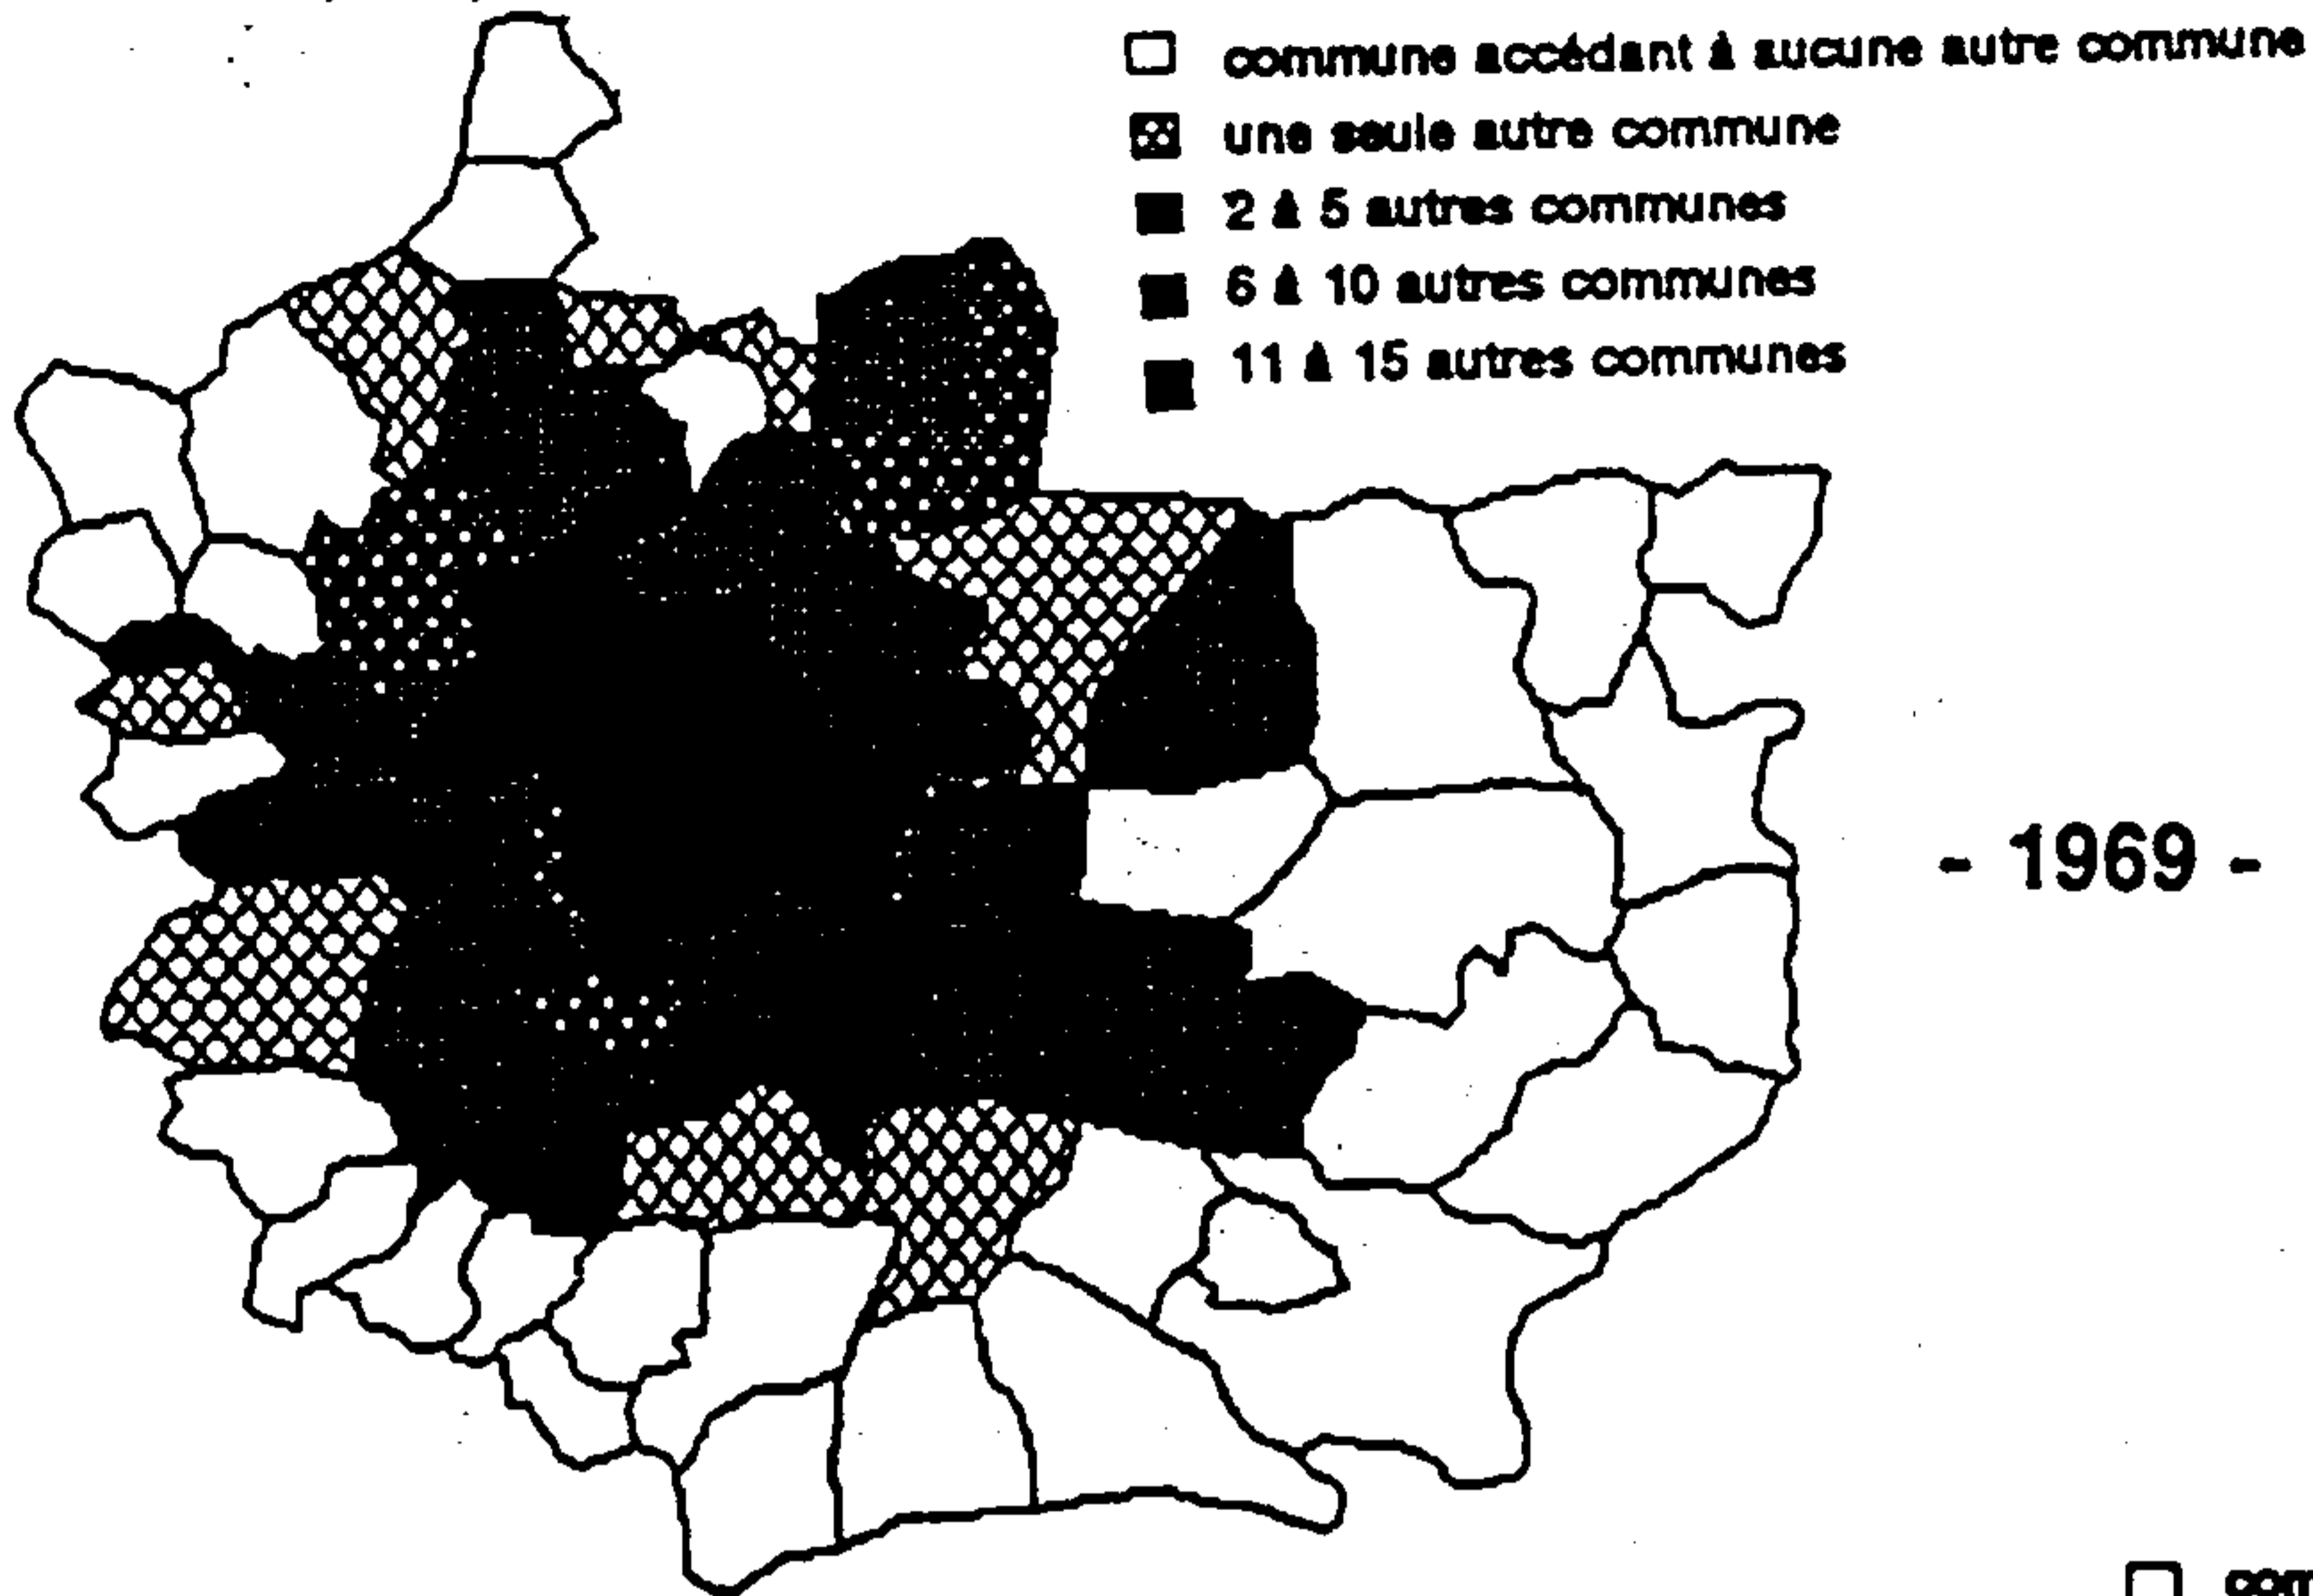 commune accédant à aucune autre commune
une seule autre commune
2 à 5 autres communes
6 à 10 autres communes
11 à 15 autres communes
- 1969 -